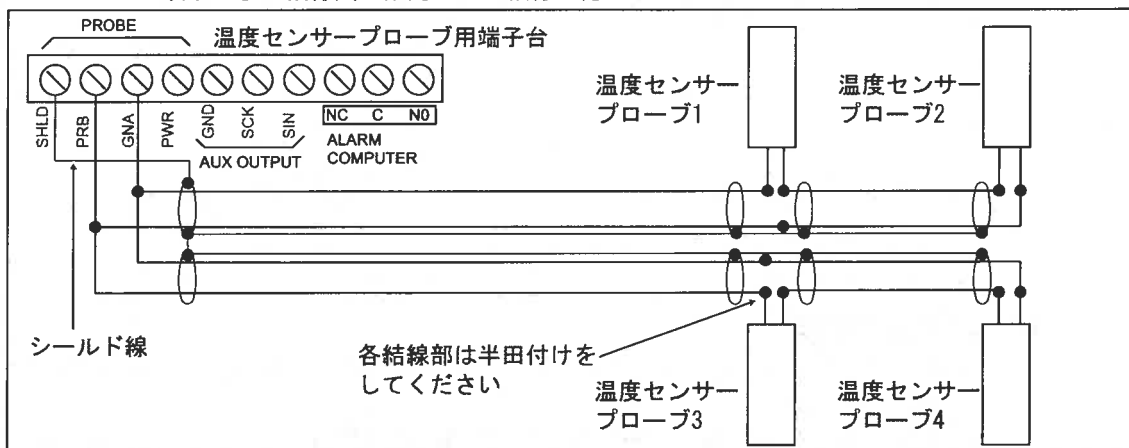 PROBE
温度センサープローブ用端子台
SHLD
PRB
GNA
PWR
GND
SCK
SIN
NC C NO
AUX OUTPUT
ALARM
COMPUTER
温度センサー
プローブ1
温度センサー
プローブ2
シールド線
各結線部は半田付けを
してください
温度センサー
プローブ3
温度センサー
プローブ4